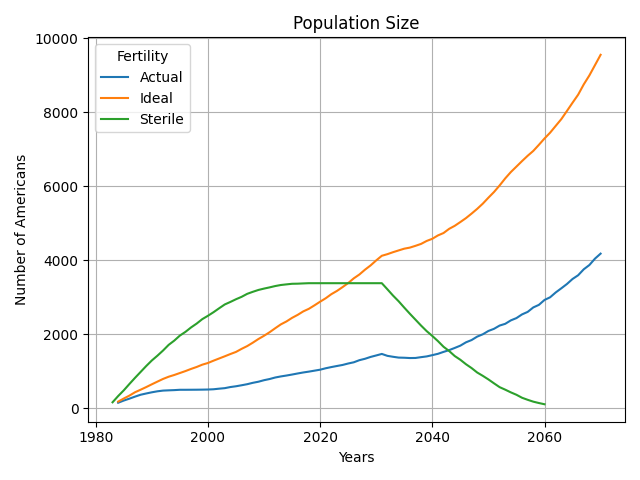 Population Size
10000
8000
6000
4000
2000
0
Number of Americans
Fertility
Actual
Ideal
Sterile
1980
2000
2020
2040
2060
Years